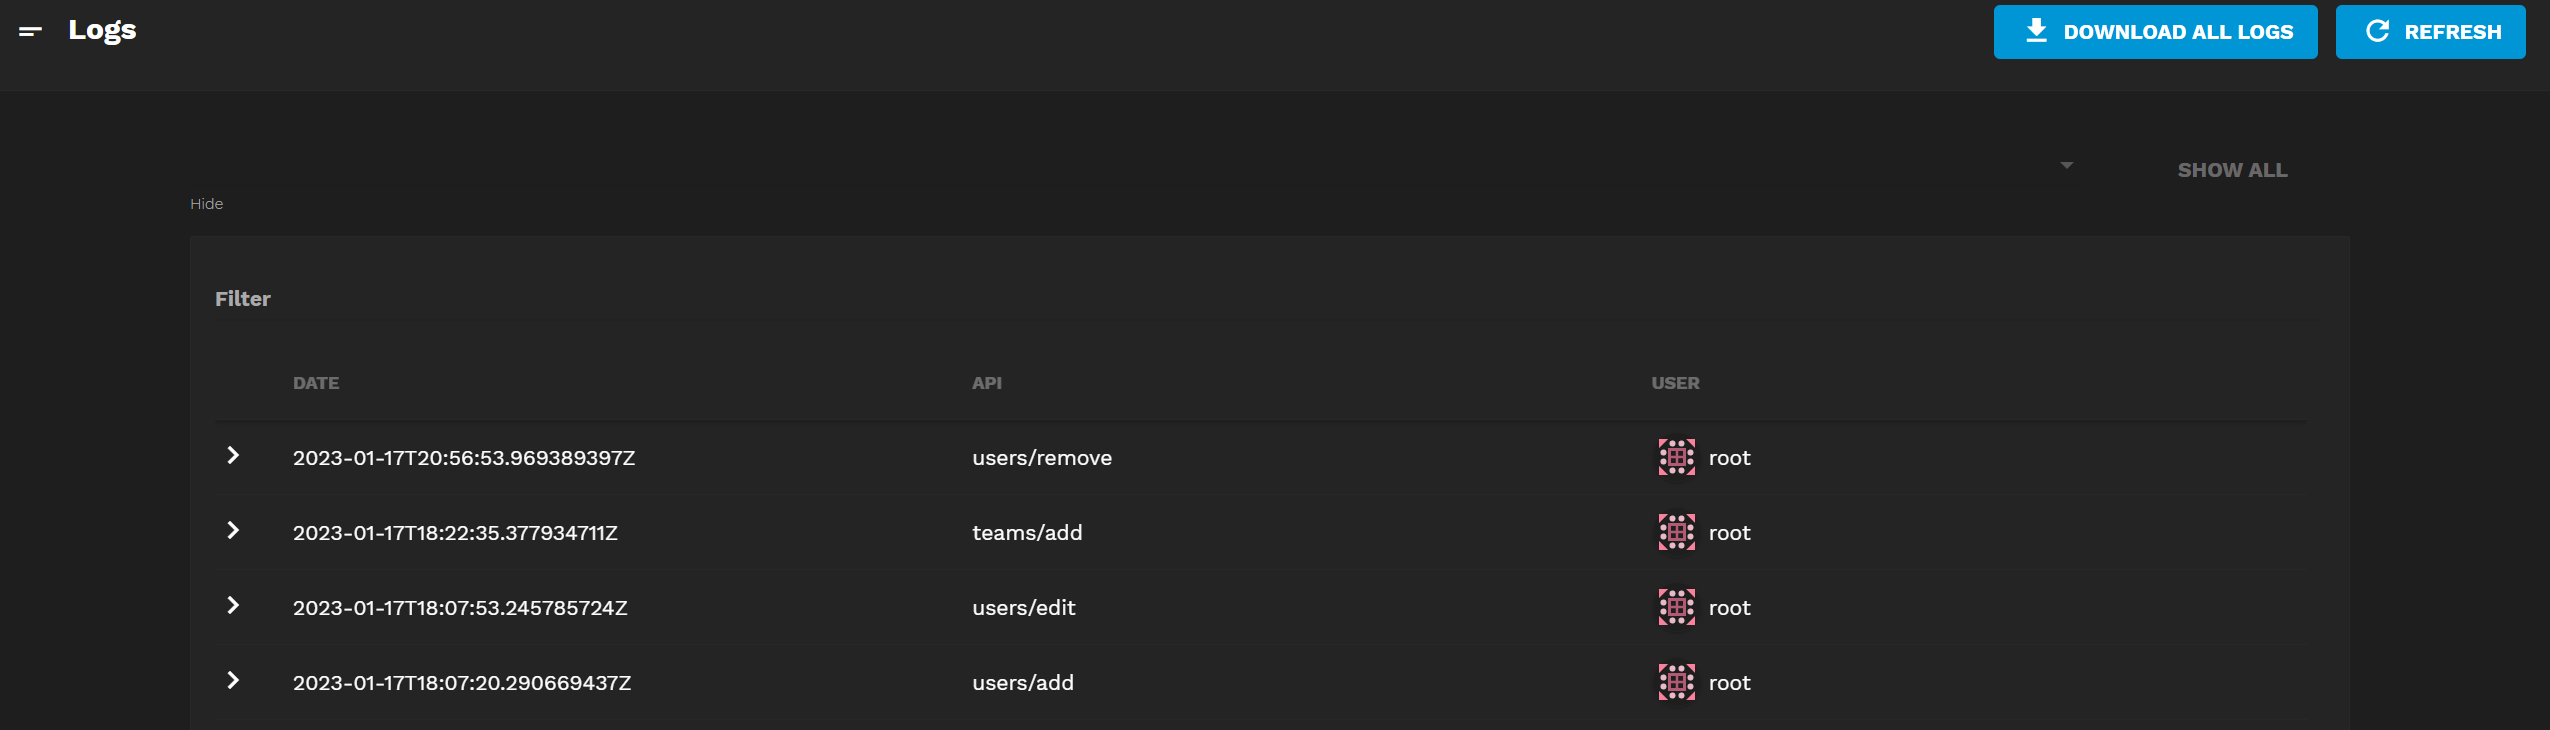 Logs
DOWNLOAD ALL LOGS
REFRESH
SHOW ALL
Hide
Filter
DATE API USER
2023-01-17T20:56:53.969389397Z users/remove root
2023-01-17T18:22:35.377934711Z teams/add root
2023-01-17T18:07:53.245785724Z users/edit root
2023-01-17T18:07:20.290669437Z users/add root